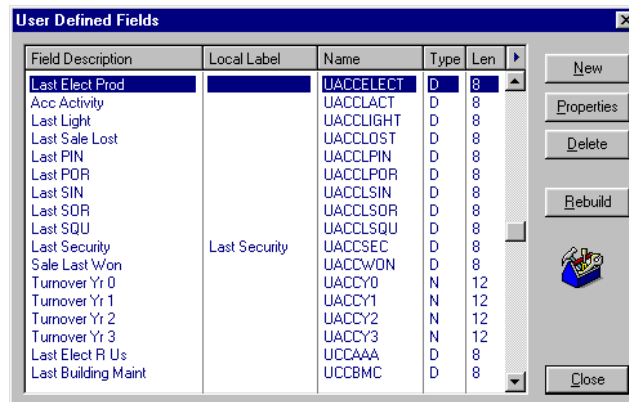 User Defined Fields
Field Description Local Label Name Type Len
Last Elect Prod UACCELECT D 8
Acc Activity UACCLACT D 8
Last Light UACCLIGHT D 8
Last Sale Lost UACCLOST D 8
Last PIN UACCLPIN D 8
Last POR UACCLPOR D 8
Last SIN UACCLSIN D 8
Last SOR UACCLSOR D 8
Last SQU UACCLSQU D 8
Last Security Last Security UACCSEC D 8
Sale Last Won UACCWON D 8
Turnover Yr 0 UACCY0 N 12
Turnover Yr 1 UACCY1 N 12
Turnover Yr 2 UACCY2 N 12
Turnover Yr 3 UACCY3 N 12
Last Elect R Us UCCAAA D 8
Last Building Maint UCCBMC D 8
New
Properties
Delete
Rebuild
Close